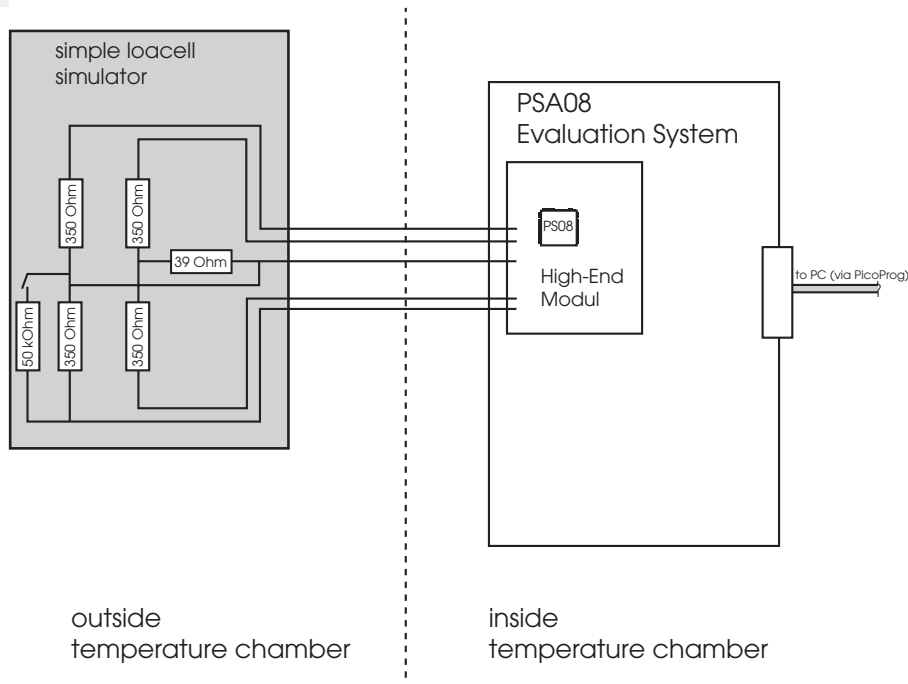 simple loacell
simulator
350 Ohm
350 Ohm
39 Ohm
50 kOhm
350 Ohm
350 Ohm
PSA08
Evaluation System
PS08
High-End
Modul
to PC (via PicoProg)
outside
temperature chamber
inside
temperature chamber